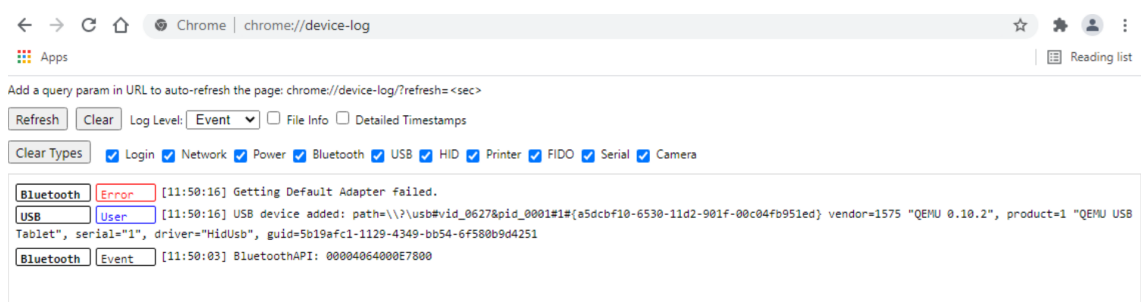 Chrome | chrome://device-log
Apps
Reading list
Add a query param in URL to auto-refresh the page: chrome://device-log/?refresh=<sec>
Refresh Clear Log Level: Event File Info Detailed Timestamps
Clear Types Login Network Power Bluetooth USB HID Printer FIDO Serial Camera
Bluetooth Error [11:50:16] Getting Default Adapter failed.
USB User [11:50:16] USB device added: path=\\?\usb#vid_0627&pid_0001#1#{a5dcbf10-6530-11d2-901f-00c04fb951ed} vendor=1575 "QEMU 0.10.2", product=1 "QEMU USB
Tablet", serial="1", driver="HidUsb", guid=5b19afc1-1129-4349-bb54-6f580b9d4251
Bluetooth Event [11:50:03] BluetoothAPI: 00004064000E7800